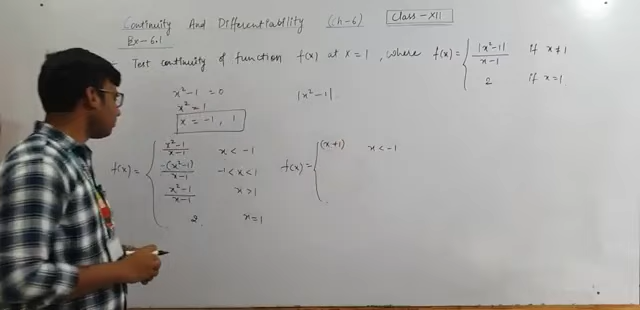 Continuity And Differentiability (Ch-6) Class-XII
Ex-6.1
Test continuity of function f(x) at x=1, where f(x) = { |x²-1|/(x-1) if x≠1
2 if x=1
x²-1 = 0 |x²-1|
x² = 1
x = -1, 1
f(x) = { (x²-1)/(x-1) x < -1
-(x²-1)/(x-1) -1 < x < 1
(x²-1)/(x-1) x > 1
2 x=1
f(x) = { (x+1) x < -1